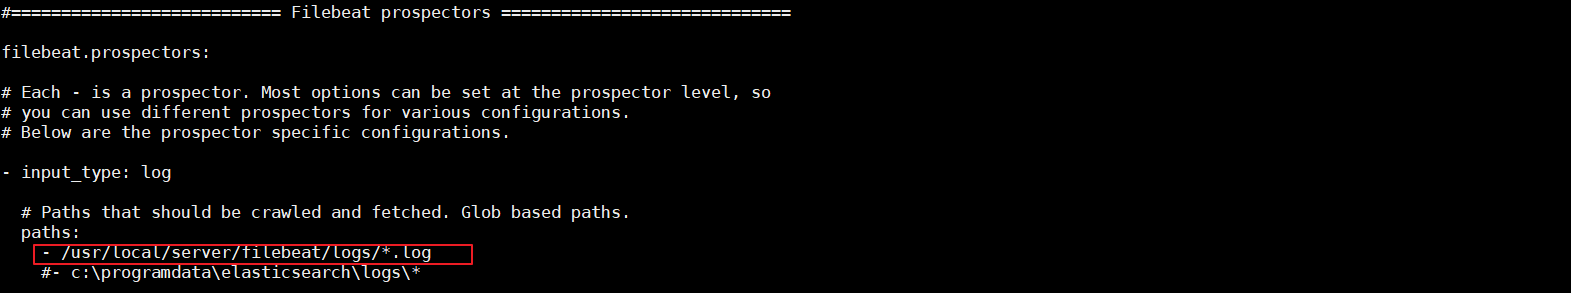 #=========================== Filebeat prospectors =============================
filebeat.prospectors:
# Each - is a prospector. Most options can be set at the prospector level, so
# you can use different prospectors for various configurations.
# Below are the prospector specific configurations.
- input_type: log
# Paths that should be crawled and fetched. Glob based paths.
paths:
- /usr/local/server/filebeat/logs/*.log
#- c:\programdata\elasticsearch\logs\*